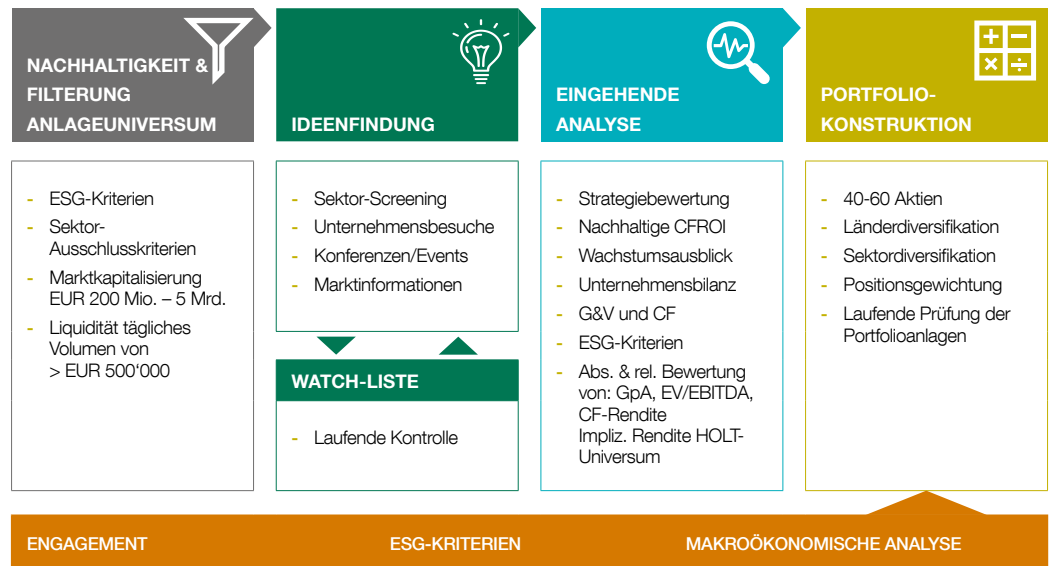 NACHHALTIGKEIT &
FILTERUNG
ANLAGEUNIVERSUM
- ESG-Kriterien
- Sektor-
Ausschlusskriterien
- Marktkapitalisierung
EUR 200 Mio. – 5 Mrd.
- Liquidität tägliches
Volumen von
> EUR 500‘000
IDEENFINDUNG
- Sektor-Screening
- Unternehmensbesuche
- Konferenzen/Events
- Marktinformationen
WATCH-LISTE
- Laufende Kontrolle
EINGEHENDE
ANALYSE
- Strategiebewertung
- Nachhaltige CFROI
- Wachstumsausblick
- Unternehmensbilanz
- G&V und CF
- ESG-Kriterien
- Abs. & rel. Bewertung
von: GpA, EV/EBITDA,
CF-Rendite
Impliz. Rendite HOLT-
Universum
PORTFOLIO-
KONSTRUKTION
- 40-60 Aktien
- Länderdiversifikation
- Sektordiversifikation
- Positionsgewichtung
- Laufende Prüfung der
Portfolioanlagen
ENGAGEMENT
ESG-KRITERIEN
MAKROÖKONOMISCHE ANALYSE